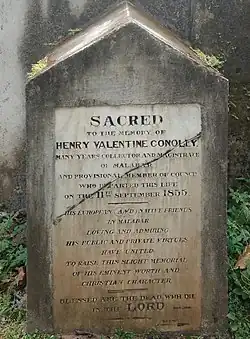 SACRED
TO THE MEMORY OF
HENRY VALENTINE CONOLLY,
MANY YEARS COLLECTOR AND MAGISTRATE
OF MALABAR
AND PROVISIONAL MEMBER OF COUNCIL
WHO DEPARTED THIS LIFE
ON THE 11TH SEPTEMBER 1855
HIS EUROPEAN AND NATIVE FRIENDS
IN MALABAR
LOVING AND ADMIRING
HIS PUBLIC AND PRIVATE VIRTUES
HAVE UNITED
TO RAISE THIS SLIGHT MEMORIAL
OF HIS EMINENT WORTH AND
CHRISTIAN CHARACTER
BLESSED ARE THE DEAD WHO DIE
IN THE LORD